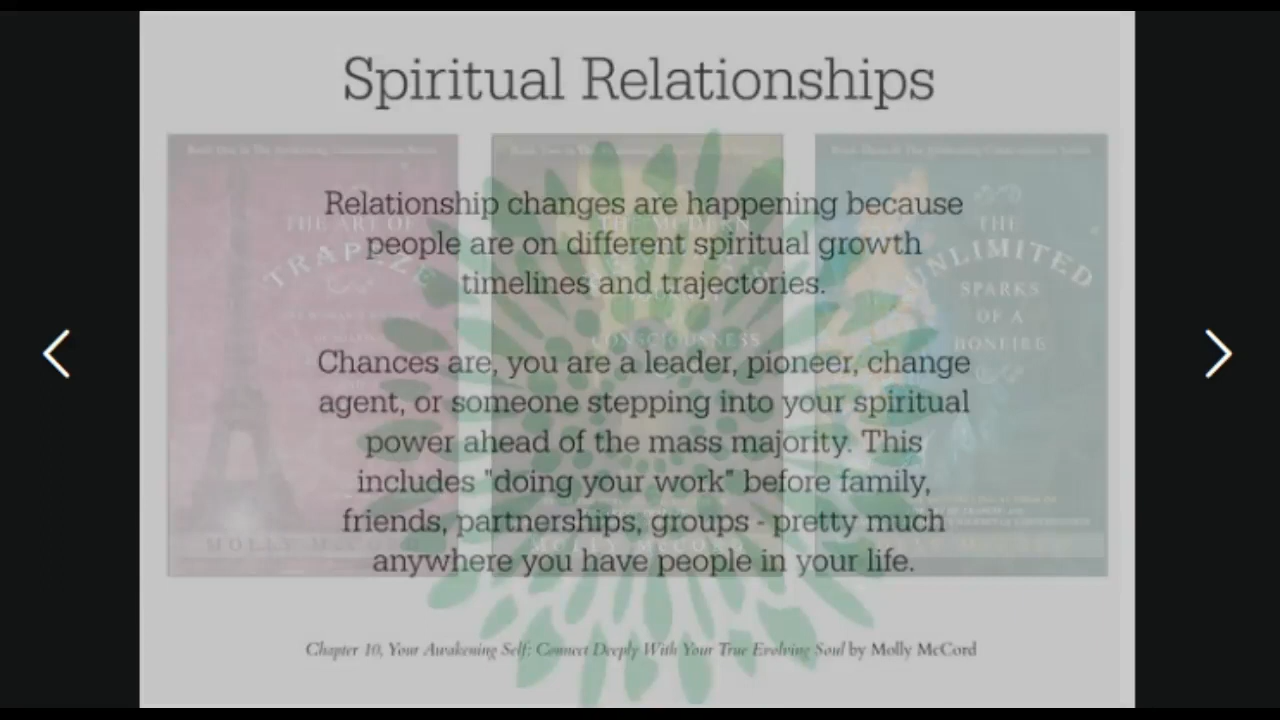 Spiritual Relationships
Relationship changes are happening because
people are on different spiritual growth
timelines and trajectories.
Chances are, you are a leader, pioneer, change
agent, or someone stepping into your spiritual
power ahead of the mass majority. This
includes "doing your work" before family,
friends, partnerships, groups - pretty much
anywhere you have people in your life.
Chapter 10, Your Awakening Self: Connect Deeply With Your True Evolving Soul by Molly McCord
THE ART OF
TRAPEZE
MOLLY
THE MODERN
CONSCIOUSNESS
THE
UNLIMITED
SPARKS
OF A
BONFIRE